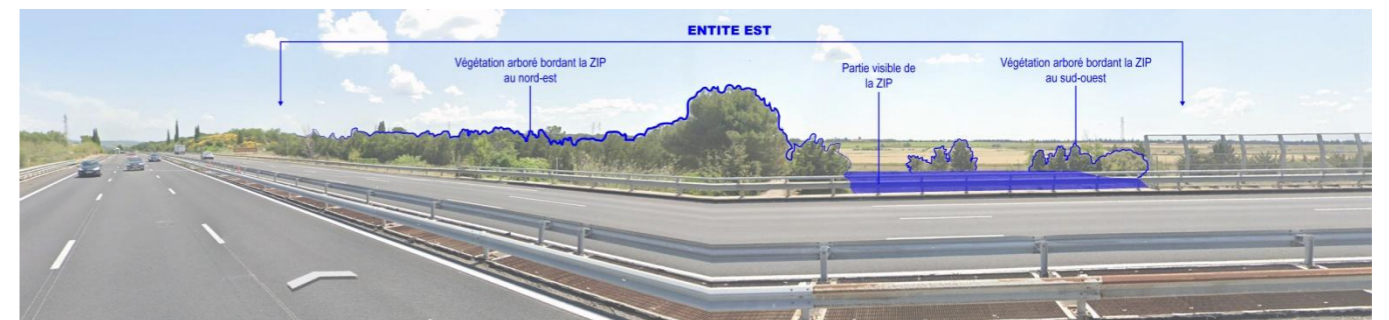 ENTITE EST
Végétation arboré bordant la ZIP
au nord-est
Partie visible de
la ZIP
Végétation arboré bordant la ZIP
au sud-ouest